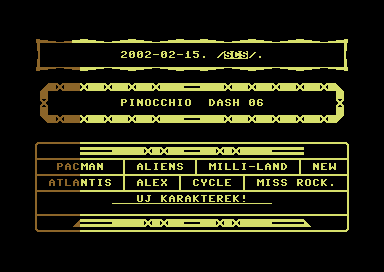 2002-02-15. /SCS/.
PINOCCHIO DASH 06
PACMAN ALIENS MILLI-LAND NEW
ATLANTIS ALEX CYCLE MISS ROCK.
UJ KARAKTEREK!